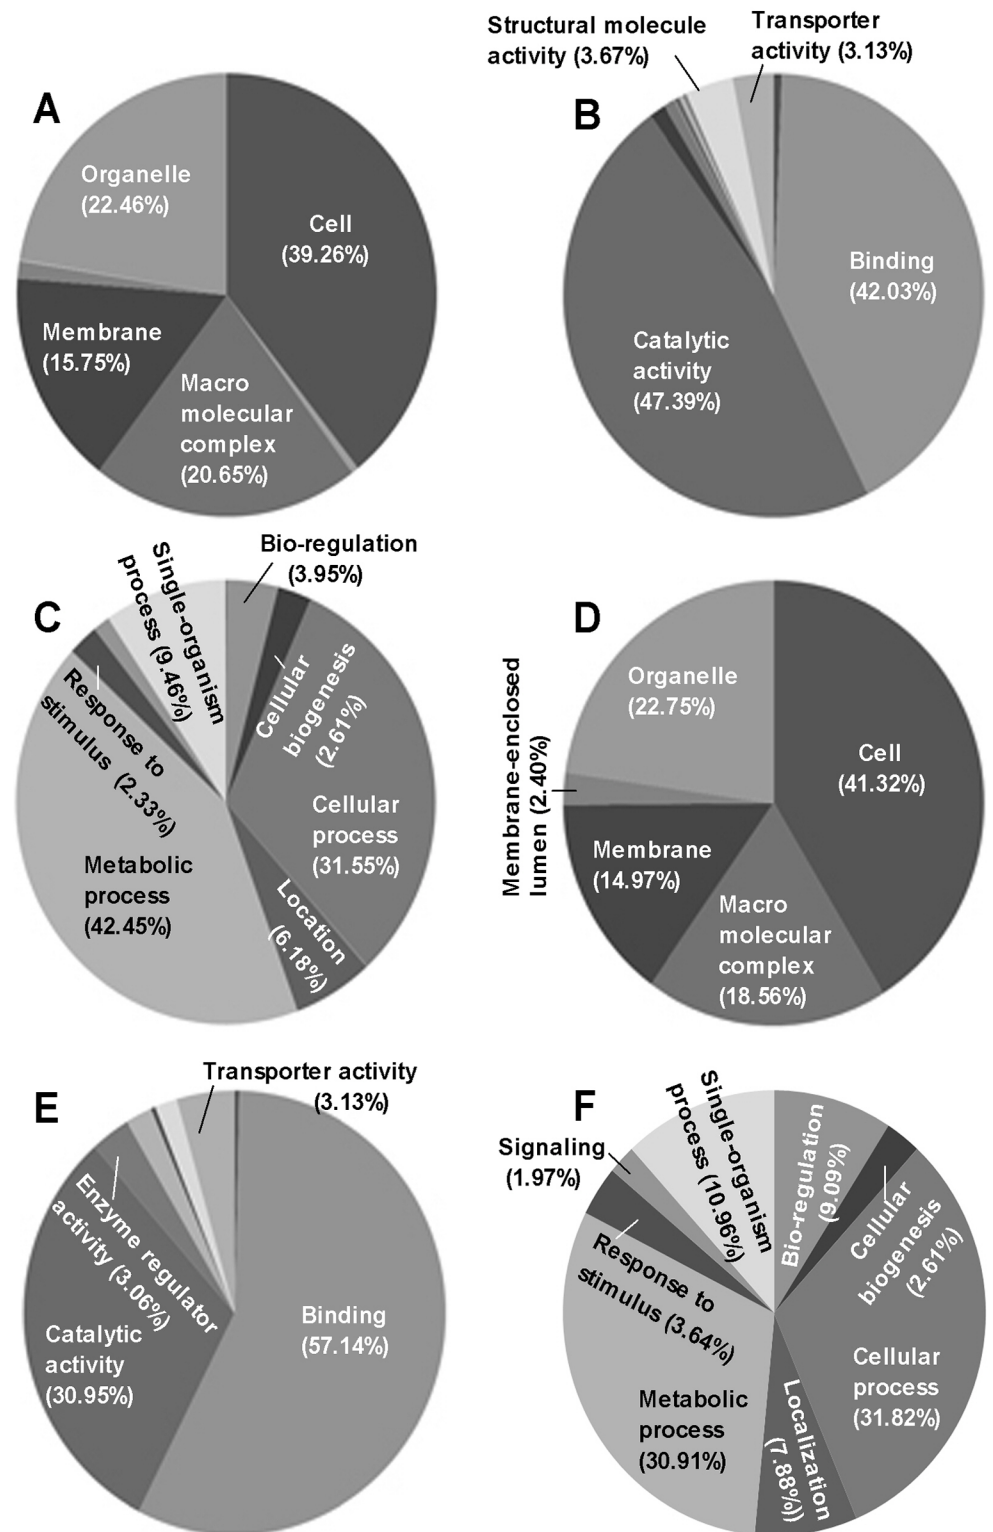 A
Organelle
(22.46%)
Cell
(39.26%)
Membrane
(15.75%)
Macro
molecular
complex
(20.65%)
Structural molecule
activity (3.67%)
Transporter
activity (3.13%)
B
Binding
(42.03%)
Catalytic
activity
(47.39%)
C
Single-organism
process (9.46%)
Bio-regulation
(3.95%)
Cellular
biogenesis
(2.61%)
Cellular
process
(31.55%)
Location
(6.18%)
Metabolic
process
(42.45%)
Response to
stimulus (2.33%)
D
Organelle
(22.75%)
Cell
(41.32%)
Membrane-enclosed
lumen (2.40%)
Membrane
(14.97%)
Macro
molecular
complex
(18.56%)
E
Transporter activity
(3.13%)
Enzyme regulator
activity (3.06%)
Catalytic
activity
(30.95%)
Binding
(57.14%)
F
Signaling
(1.97%)
Single-organism
process (10.96%)
Bio-regulation
(9.09%)
Cellular
biogenesis
(2.61%)
Response to
stimulus (3.64%)
Cellular
process
(31.82%)
Metabolic
process
(30.91%)
Localization
(7.88%))